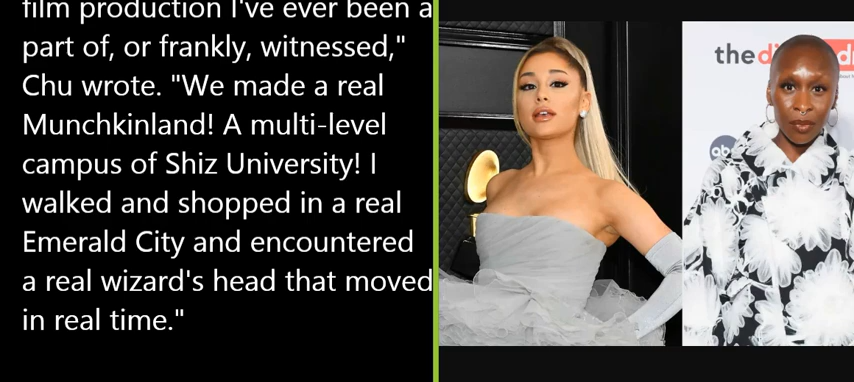 film production I've ever been a
part of, or frankly, witnessed,"
Chu wrote. "We made a real
Munchkinland! A multi-level
campus of Shiz University! I
walked and shopped in a real
Emerald City and encountered
a real wizard's head that moved
in real time."
the
abc